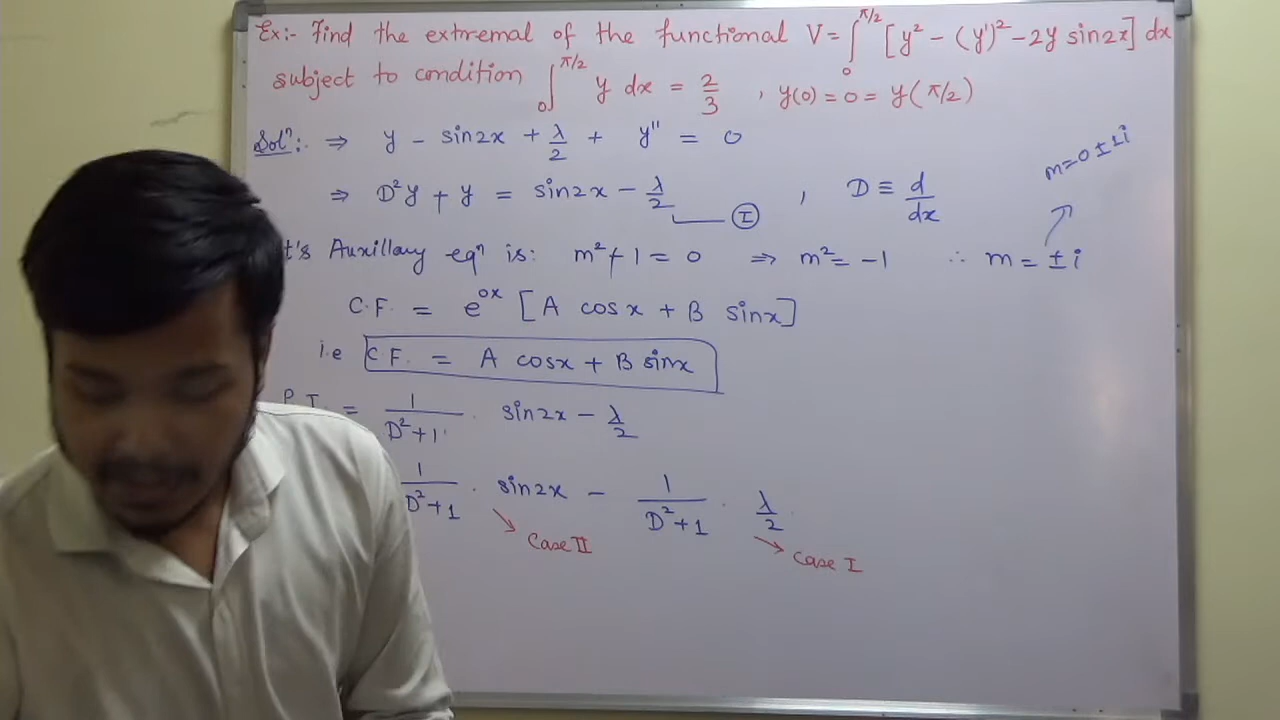 Ex:- Find the extremal of the functional V = ∫₀^{π/2} [y² - (y')² - 2y sin2x] dx
subject to condition ∫₀^{π/2} y dx = 2/3 , y(0) = 0 = y(π/2)
Solⁿ:- ⇒ y - sin2x + λ/2 + y'' = 0
m=0±1i
⇒ D²y + y = sin2x - λ/2 Ⓘ , D ≡ d/dx
t's Auxillary eqⁿ is: m²+1 = 0 ⇒ m² = -1 ∴ m = ±i
C.F. = e^{0x} [A cosx + B sinx]
i.e C.F. = A cosx + B sinx
P.I. = 1/(D²+1) . sin2x - λ/2
1/(D²+1) . sin2x - 1/(D²+1) . λ/2
Case II
Case I